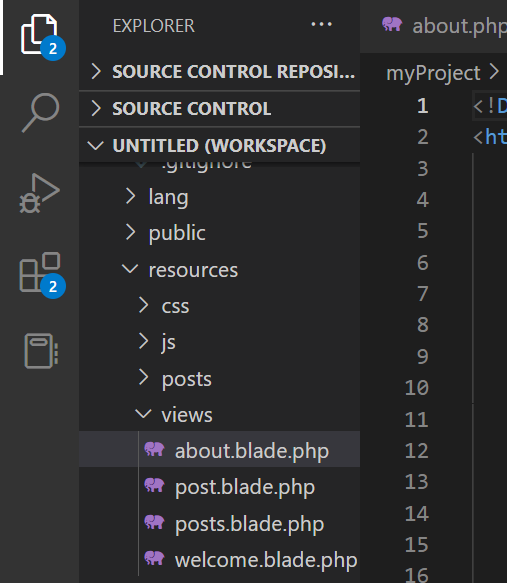 EXPLORER ...
about.php
SOURCE CONTROL REPOSI...
myProject >
SOURCE CONTROL
1 <!D
UNTITLED (WORKSPACE)
2 <ht
.gitignore
3
lang
4
public
5
resources
6
css
7
js
8
posts
9
views
10
about.blade.php
11
post.blade.php
12
posts.blade.php
13
welcome.blade.php
14
15
16
2
2